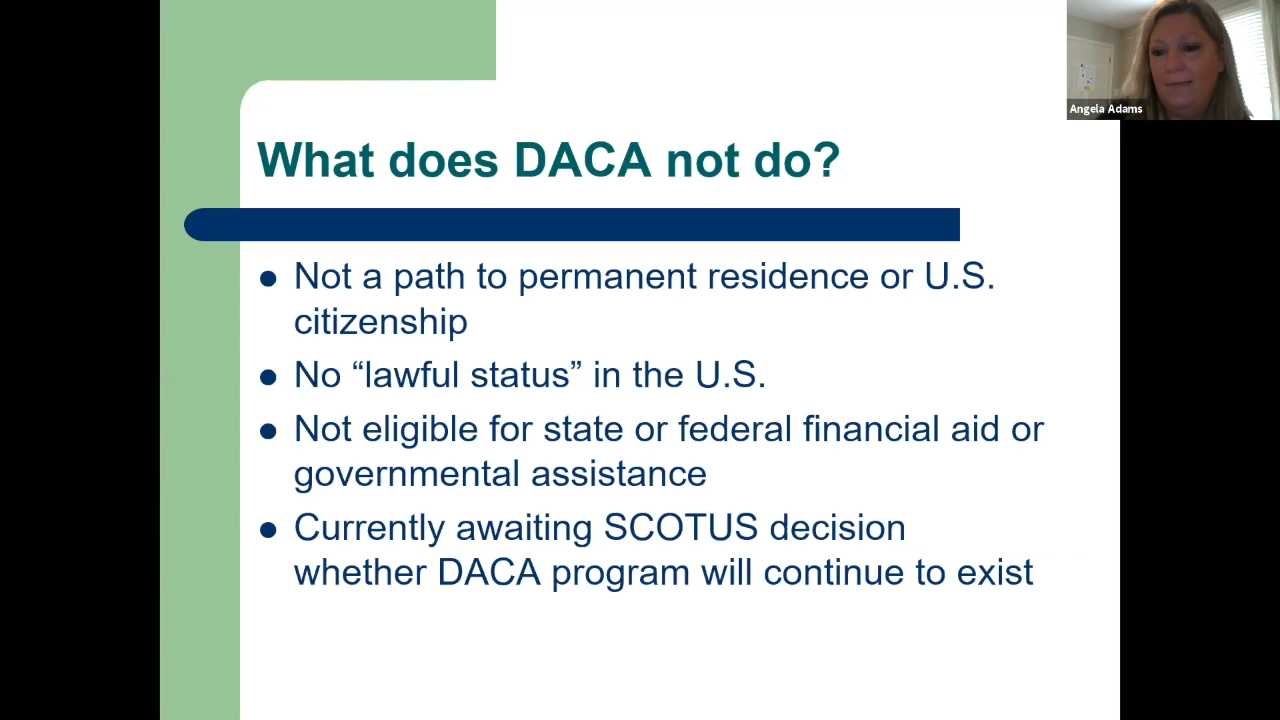 Angela Adams
What does DACA not do?
● Not a path to permanent residence or U.S.
citizenship
● No “lawful status” in the U.S.
● Not eligible for state or federal financial aid or
governmental assistance
● Currently awaiting SCOTUS decision
whether DACA program will continue to exist